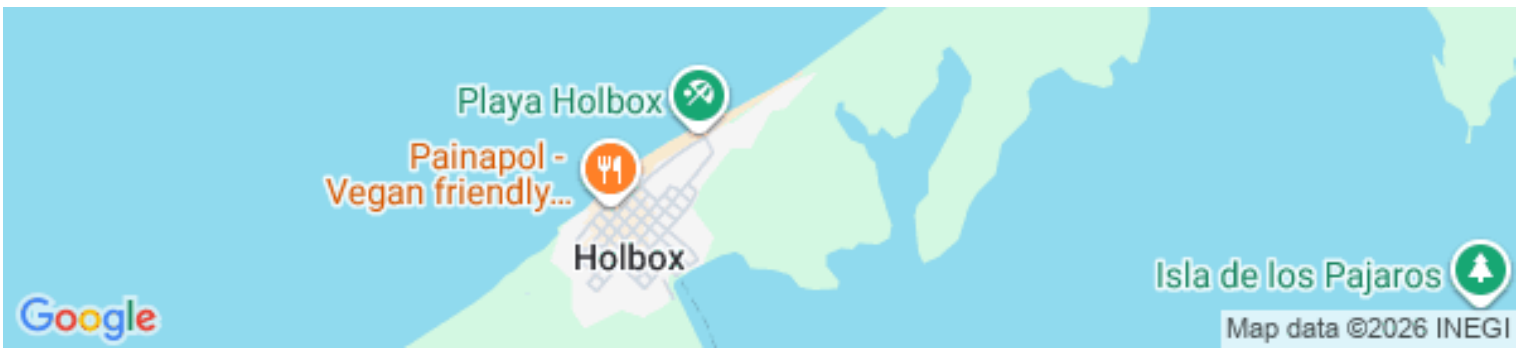 Playa Holbox
Painapol -
Vegan friendly...
Holbox
Isla de los Pajaros
Google
Map data ©2026 INEGI